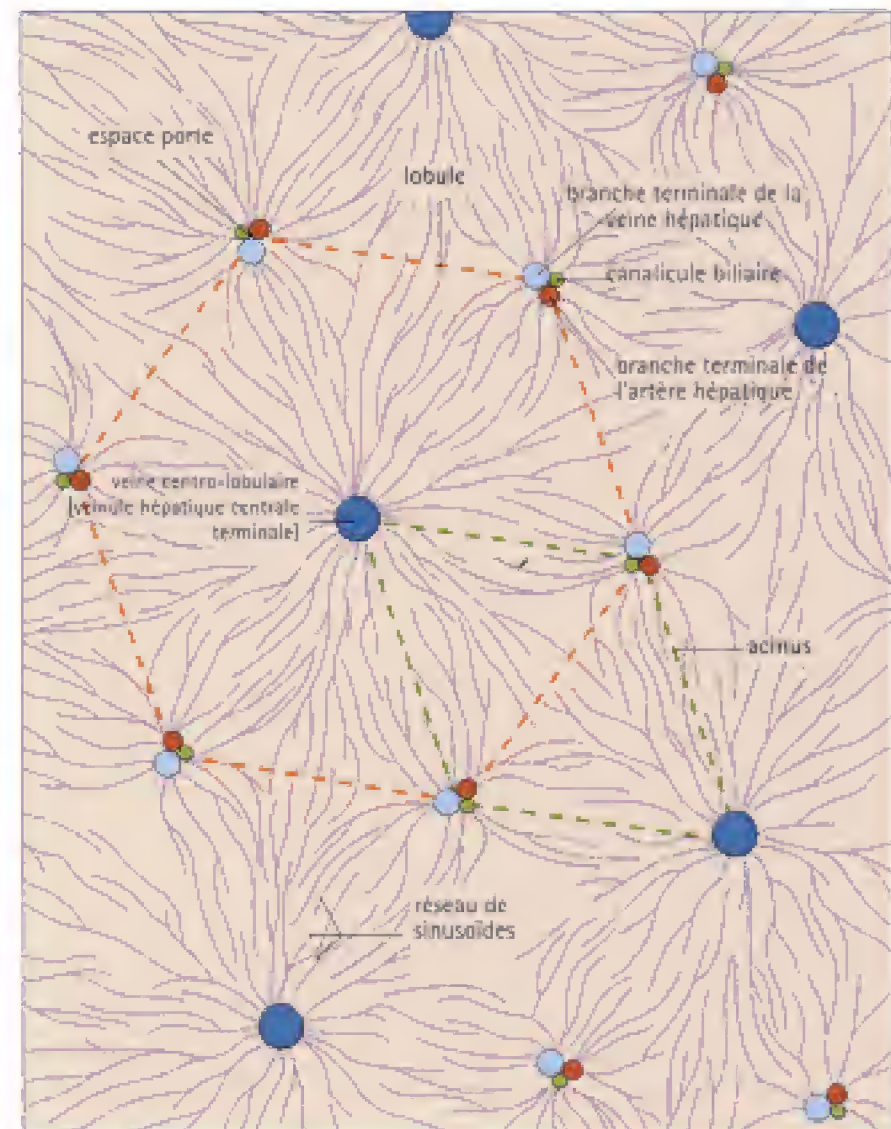 espace porte
lobule
branche terminale de la
veine hépatique
canalicule biliaire
branche terminale de
l'artère hépatique
veine centro-lobulaire
[veinule hépatique centrale
terminale]
acinus
réseau de
sinusoïdes